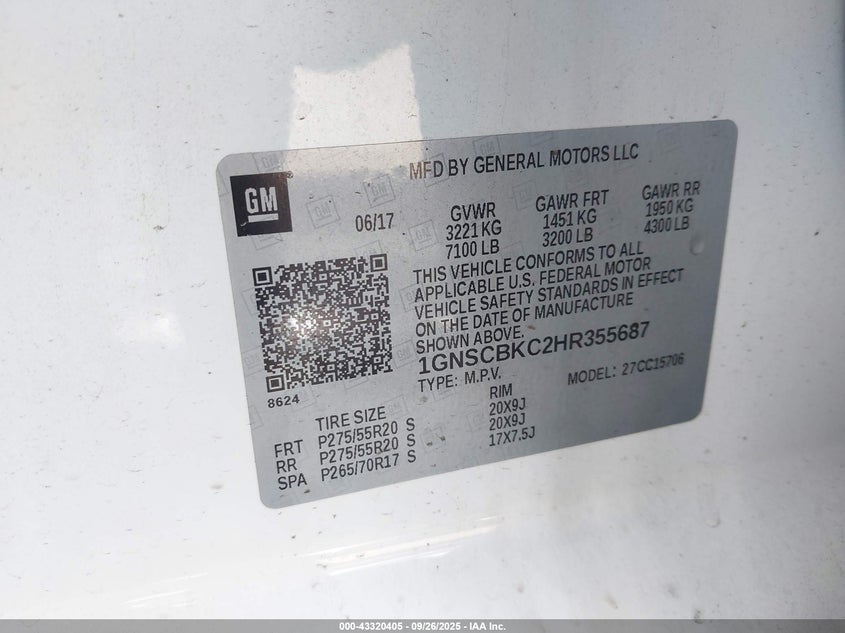 MFD BY GENERAL MOTORS LLC
GM
06/17
GVWR
3221 KG
7100 LB
GAWR FRT
1451 KG
3200 LB
GAWR RR
1950 KG
4300 LB
THIS VEHICLE CONFORMS TO ALL
APPLICABLE U.S. FEDERAL MOTOR
VEHICLE SAFETY STANDARDS IN EFFECT
ON THE DATE OF MANUFACTURE
SHOWN ABOVE.
1GNSCBKC2HR355687
TYPE: M.P.V. MODEL: 27CC15706
8624
TIRE SIZE RIM
FRT P275/55R20 S 20X9J
RR P275/55R20 S 20X9J
SPA P265/70R17 S 17X7.5J
000-43320405 - 09/26/2025 - IAA Inc.